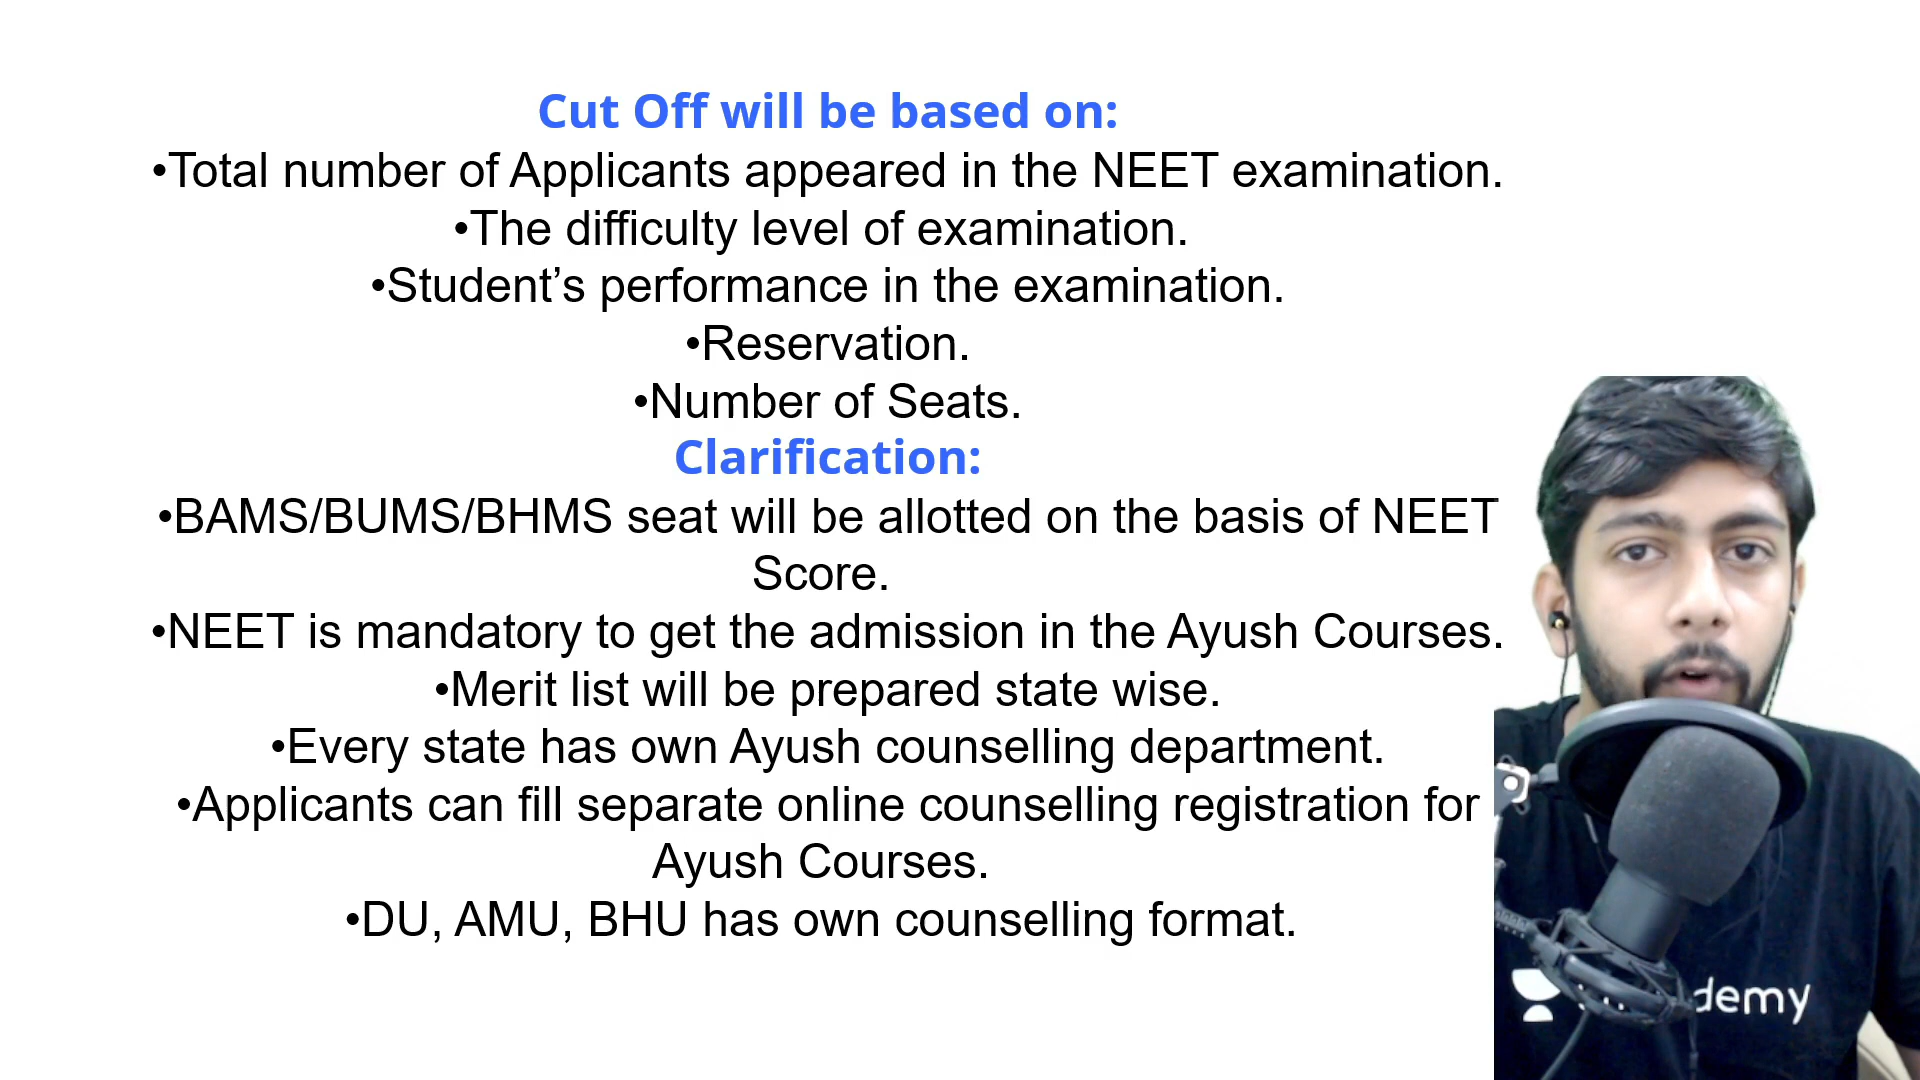 Cut Off will be based on:
•Total number of Applicants appeared in the NEET examination.
•The difficulty level of examination.
•Student’s performance in the examination.
•Reservation.
•Number of Seats.
Clarification:
•BAMS/BUMS/BHMS seat will be allotted on the basis of NEET
Score.
•NEET is mandatory to get the admission in the Ayush Courses.
•Merit list will be prepared state wise.
•Every state has own Ayush counselling department.
•Applicants can fill separate online counselling registration for
Ayush Courses.
•DU, AMU, BHU has own counselling format.